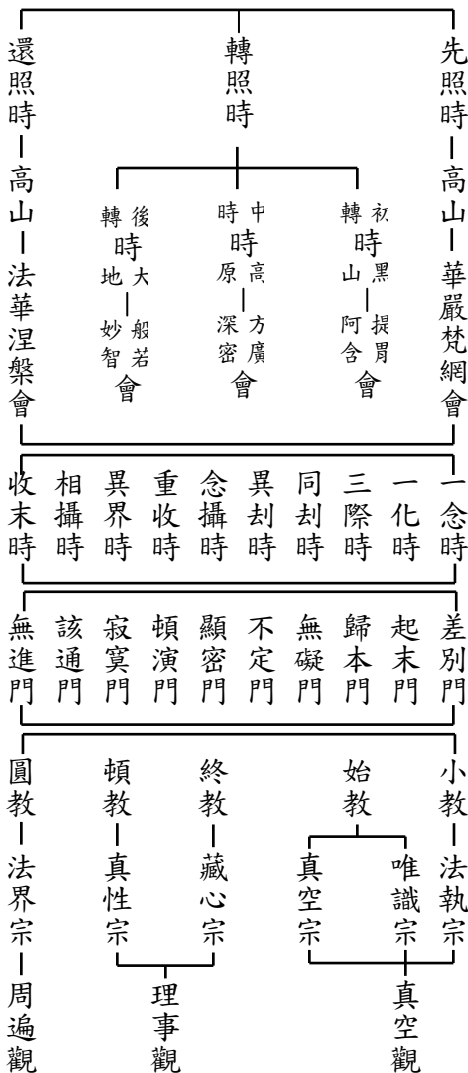 先照時 高山 華嚴梵網會
轉照時
初轉時 黑山 提胃阿含會
中時時 高原 方廣深密會
後轉時 大地 般若妙智會
還照時 高山 法華涅槃會
一念時
一化時
三際時
同刦時
異刦時
念攝時
重收時
異界時
相攝時
收末時
差別門
起末門
歸本門
無礙門
不定門
顯密門
頓演門
寂寞門
該通門
無進門
小教 法執宗
始教
唯識宗
真空宗
真空觀
終教 藏心宗
頓教 真性宗
理事觀
圓教 法界宗 周遍觀